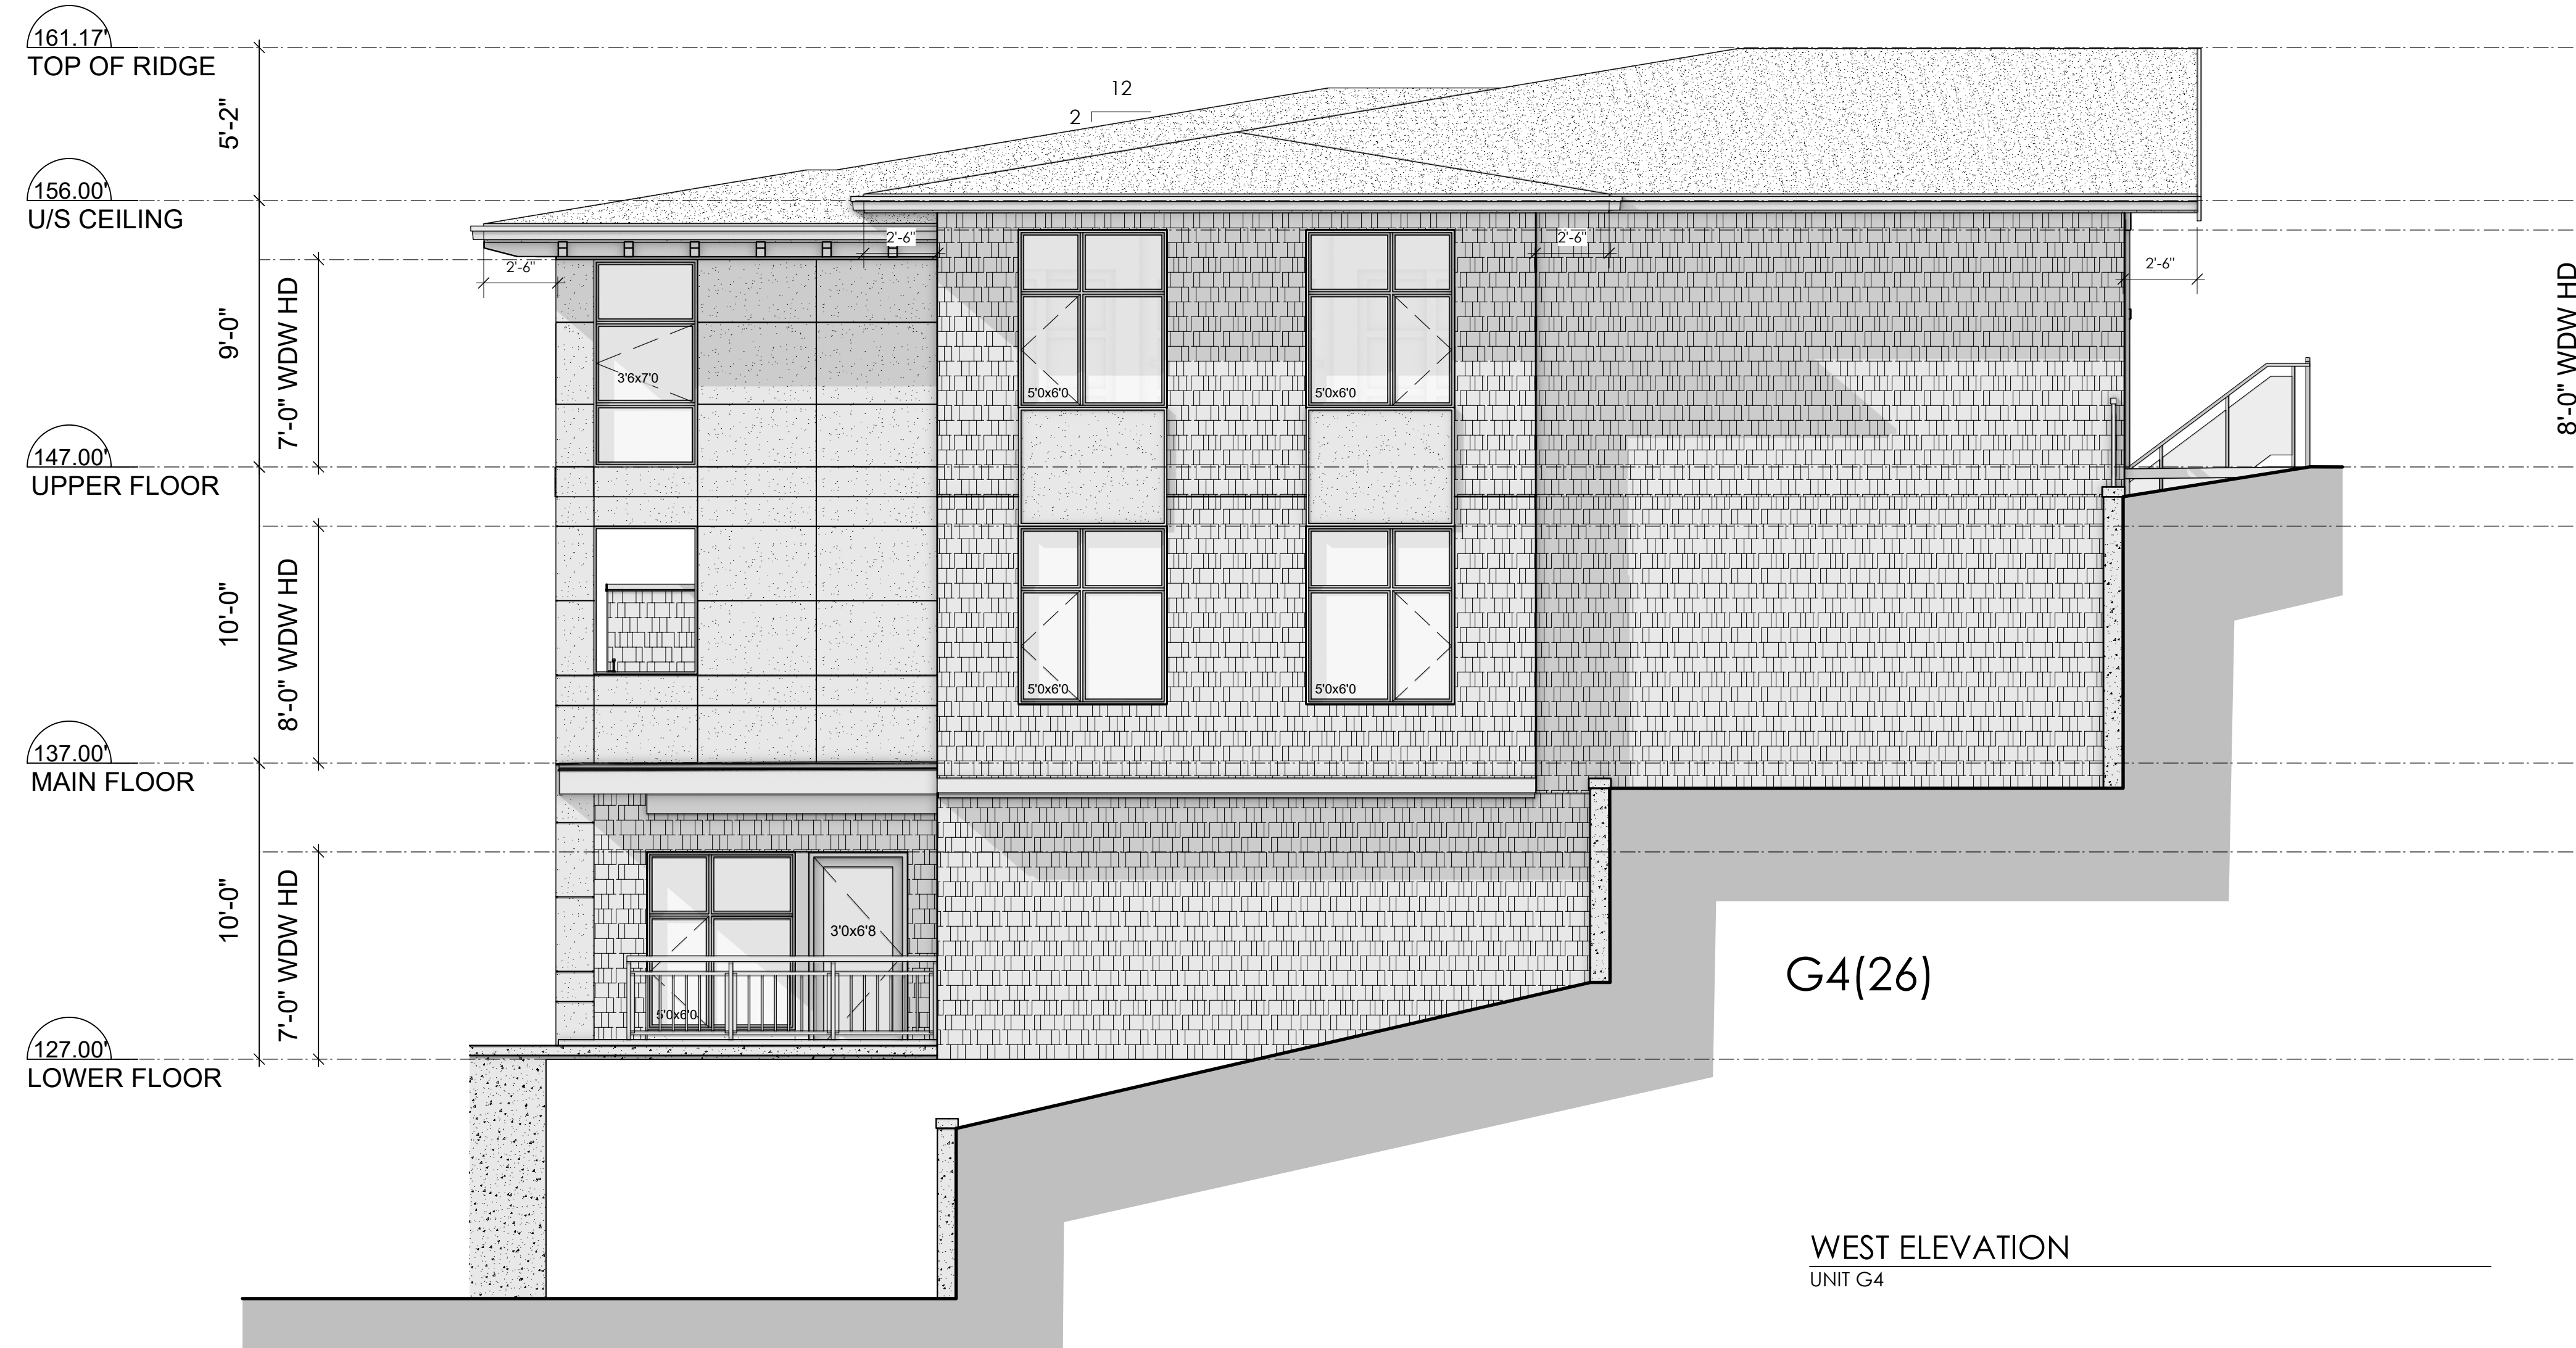 161.17'
TOP OF RIDGE
5'-2"
12
2
156.00'
U/S CEILING
2'-6"
2'-6"
2'-6"
2'-6"
9'-0"
7'-0" WDW HD
8'-0" WDW HD
3'6x7'0
5'0x6'0
5'0x6'0
147.00'
UPPER FLOOR
10'-0"
8'-0" WDW HD
5'0x6'0
5'0x6'0
137.00'
MAIN FLOOR
10'-0"
7'-0" WDW HD
3'0x6'8
5'0x6'0
G4(26)
127.00'
LOWER FLOOR
WEST ELEVATION
UNIT G4